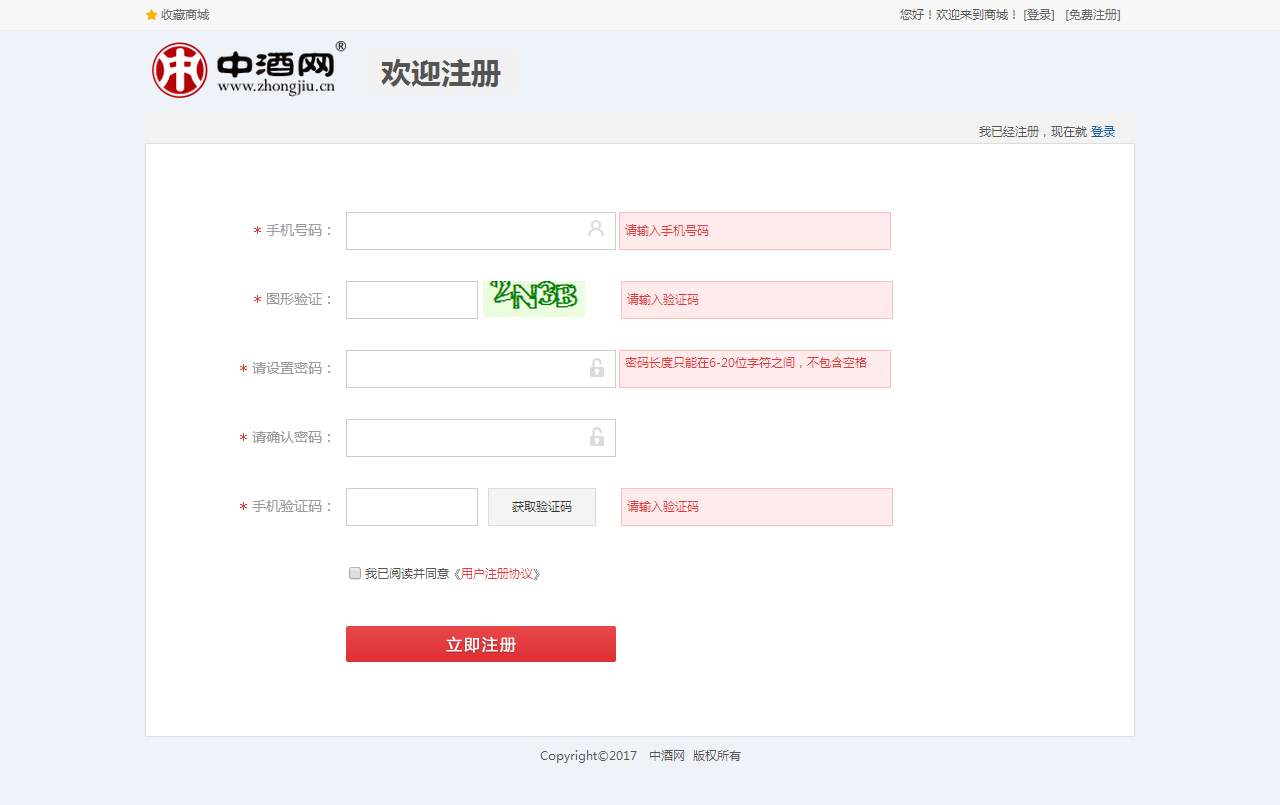 收藏商城
您好！欢迎来到商城！ [登录] [免费注册]
中酒网®
www.zhongjiu.cn
欢迎注册
我已经注册，现在就 登录
* 手机号码：
请输入手机号码
* 图形验证：
请输入验证码
* 请设置密码：
密码长度只能在6-20位字符之间，不包含空格
* 请确认密码：
* 手机验证码：
获取验证码
请输入验证码
我已阅读并同意《用户注册协议》
立即注册
Copyright©2017 中酒网 版权所有